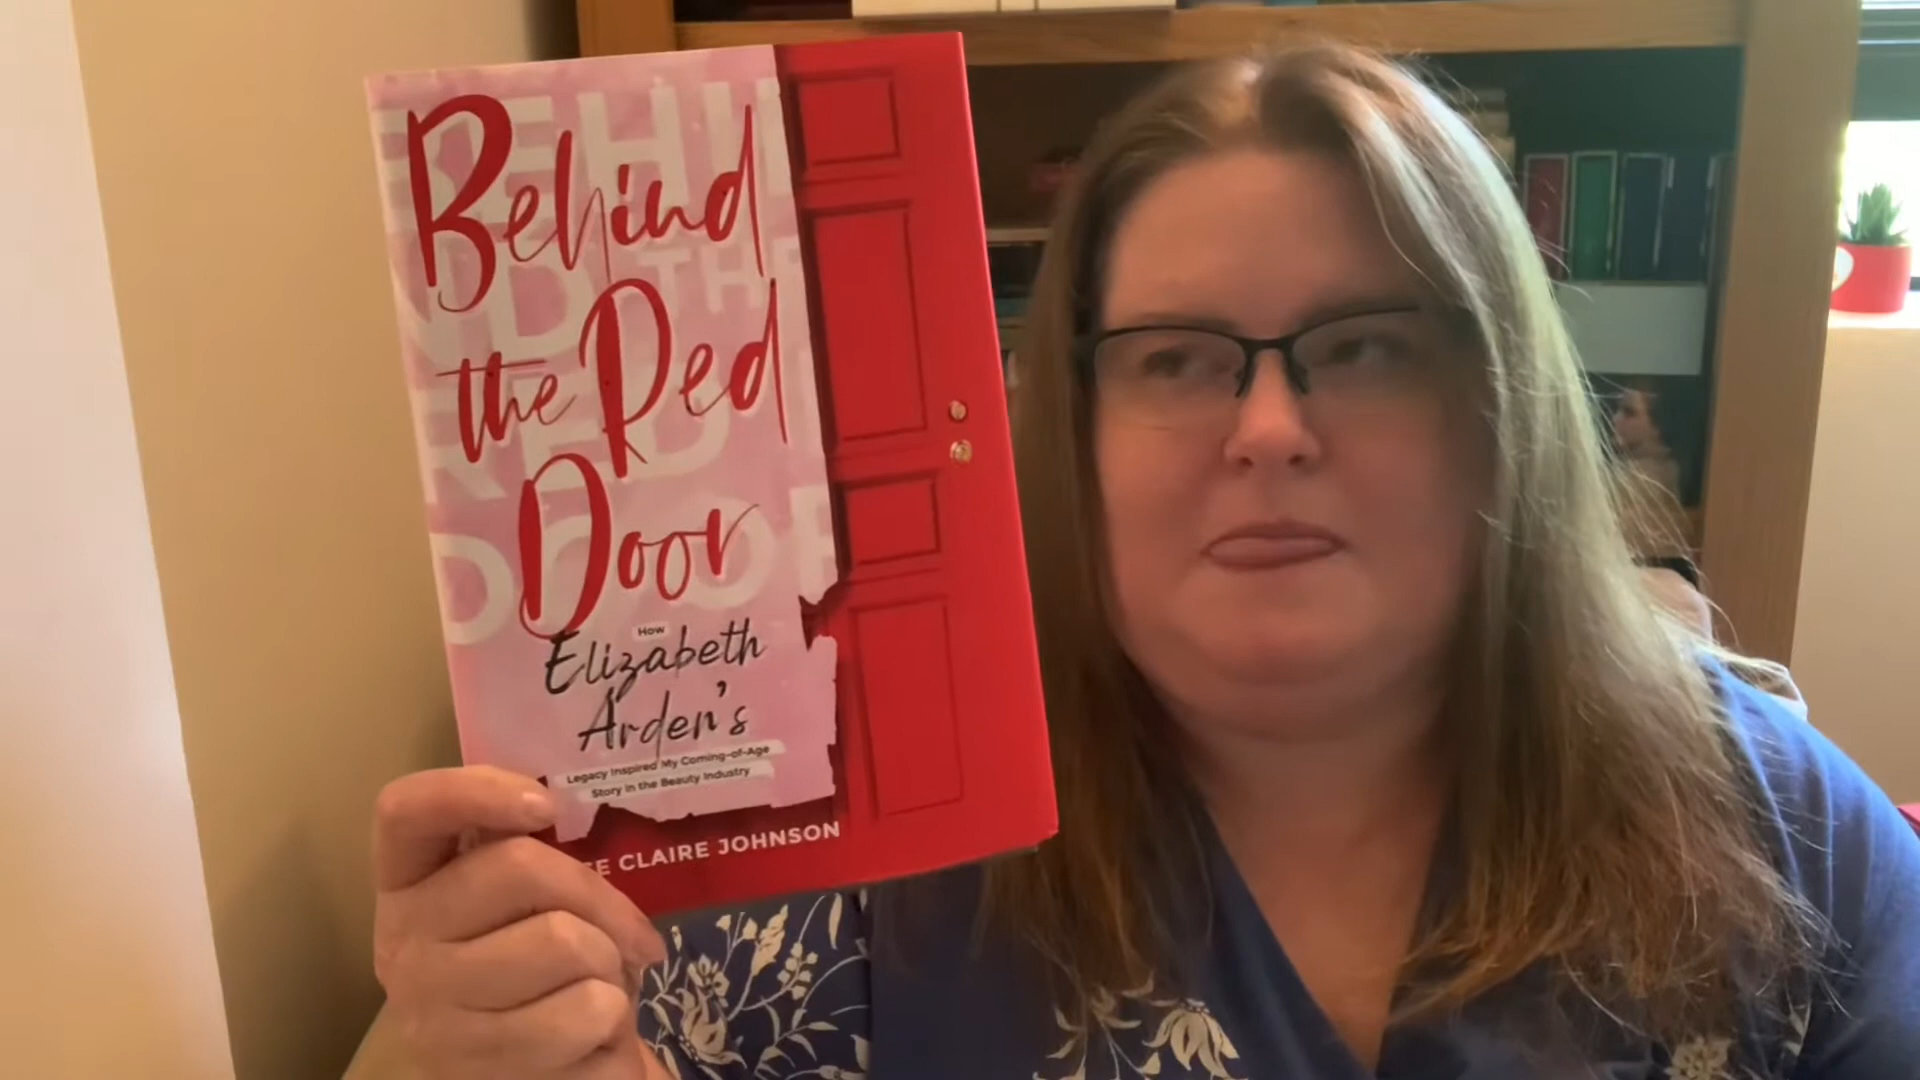 Behind
the Red
Door
How
Elizabeth
Arden's
Legacy Inspired My Coming-of-Age
Story in the Beauty Industry
CLAIRE JOHNSON